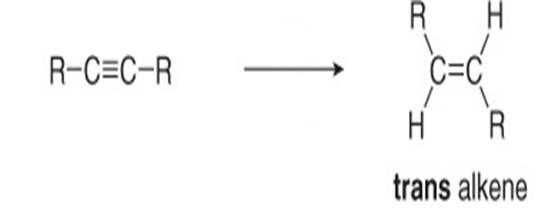 R H
R-C≡C-R C=C
H R
trans alkene